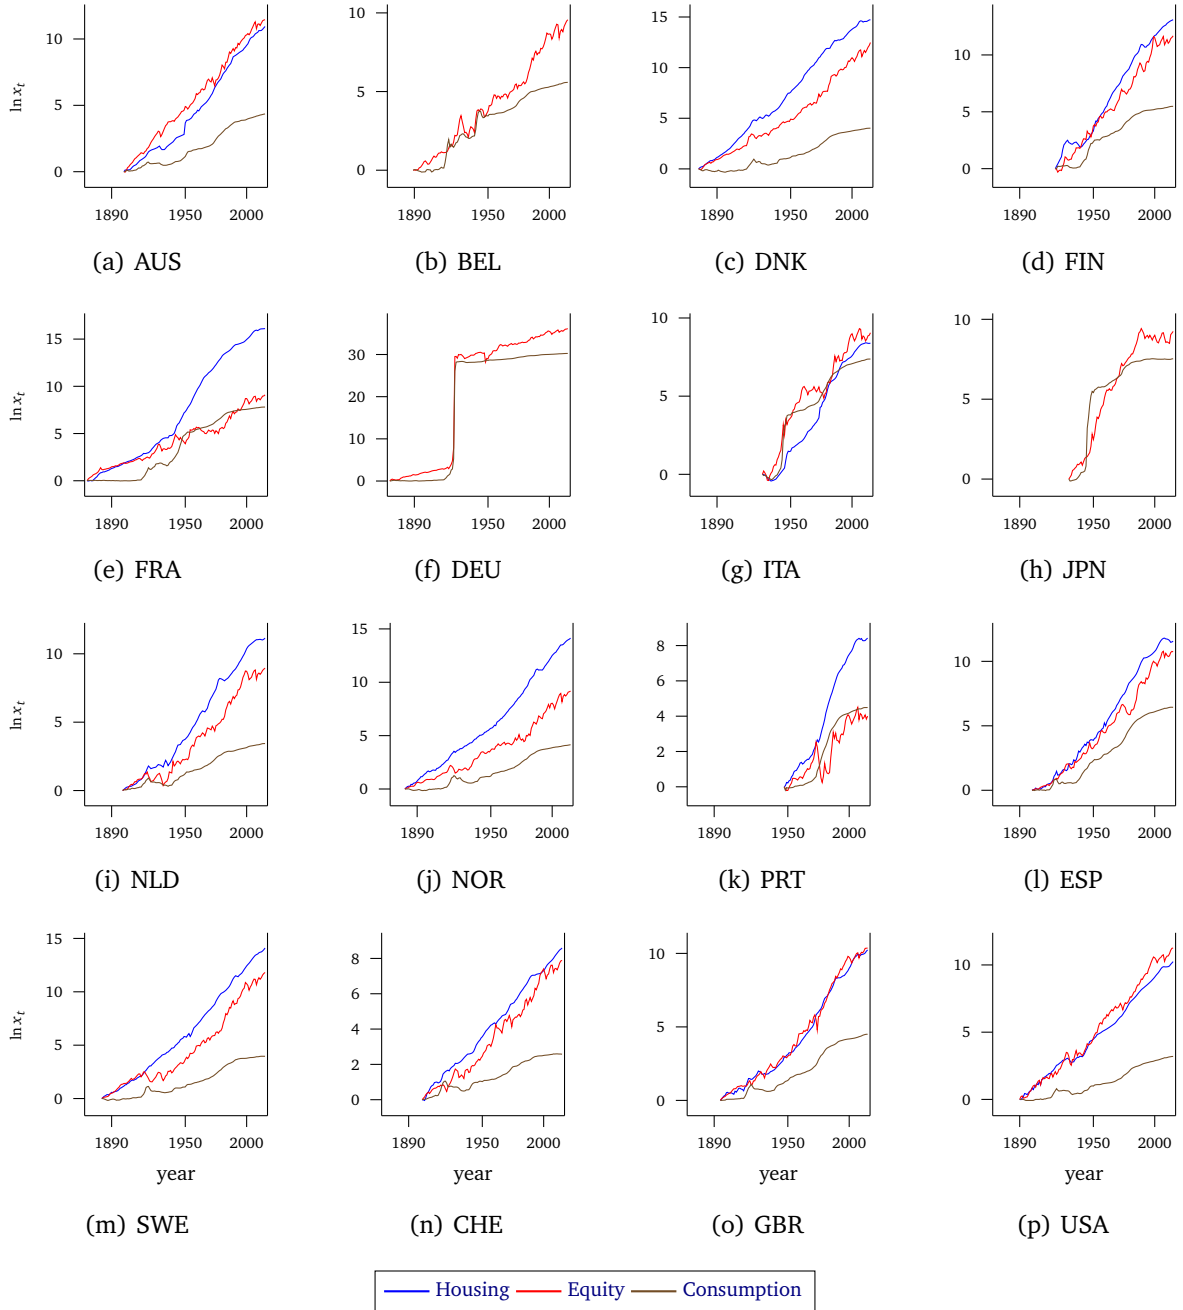 ln x_t
10
5
0
1890 1950 2000
(a) AUS
10
5
0
1890 1950 2000
(b) BEL
15
10
5
0
1890 1950 2000
(c) DNK
10
5
0
1890 1950 2000
(d) FIN
ln x_t
15
10
5
0
1890 1950 2000
(e) FRA
30
20
10
0
1890 1950 2000
(f) DEU
10
5
0
1890 1950 2000
(g) ITA
10
5
0
1890 1950 2000
(h) JPN
ln x_t
10
5
0
1890 1950 2000
(i) NLD
15
10
5
0
1890 1950 2000
(j) NOR
8
6
4
2
0
1890 1950 2000
(k) PRT
10
5
0
1890 1950 2000
(l) ESP
ln x_t
15
10
5
0
1890 1950 2000
year
(m) SWE
8
6
4
2
0
1890 1950 2000
year
(n) CHE
10
5
0
1890 1950 2000
year
(o) GBR
10
5
0
1890 1950 2000
year
(p) USA
Housing Equity Consumption